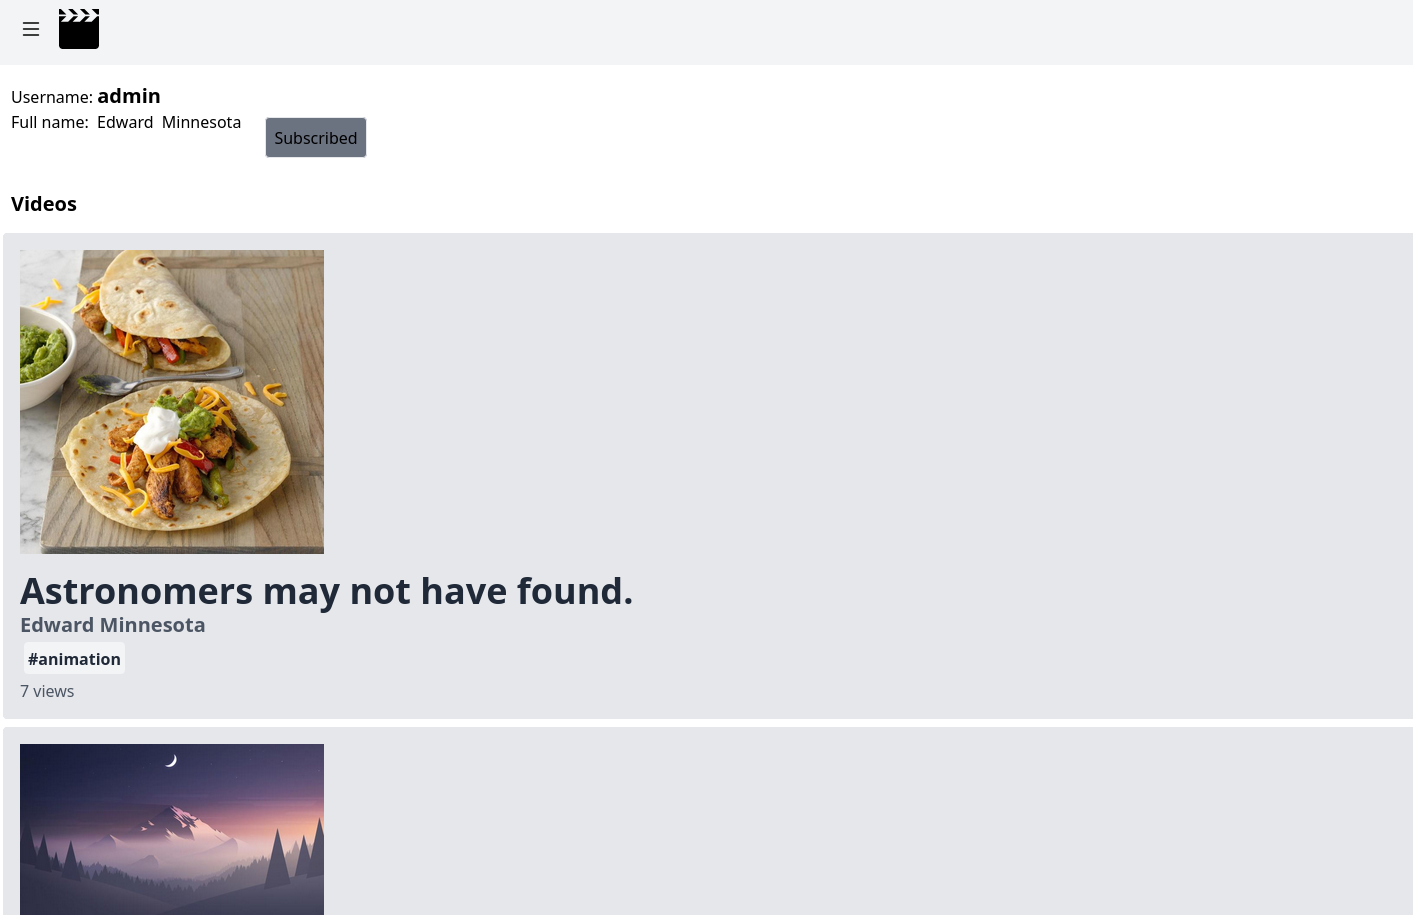 Username: admin
Full name: Edward Minnesota
Subscribed
Videos
Astronomers may not have found.
Edward Minnesota
#animation
7 views